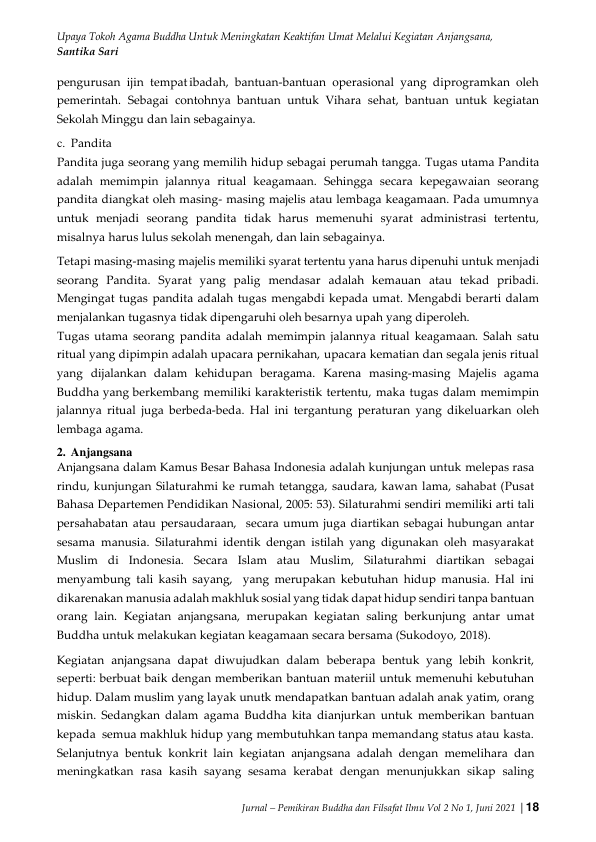 Upaya Tokoh Agama Buddha Untuk Meningkatan Keaktifan Umat Melalui Kegiatan Anjangsana,
Santika Sari
pengurusan ijin tempat ibadah, bantuan-bantuan operasional yang diprogramkan oleh
pemerintah. Sebagai contohnya bantuan untuk Vihara sehat, bantuan untuk kegiatan
Sekolah Minggu dan lain sebagainya.
c. Pandita
Pandita juga seorang yang memilih hidup sebagai perumah tangga. Tugas utama Pandita
adalah memimpin jalannya ritual keagamaan. Sehingga secara kepegawaian seorang
pandita diangkat oleh masing- masing majelis atau lembaga keagamaan. Pada umumnya
untuk menjadi seorang pandita tidak harus memenuhi syarat administrasi tertentu,
misalnya harus lulus sekolah menengah, dan lain sebagainya.
Tetapi masing-masing majelis memiliki syarat tertentu yana harus dipenuhi untuk menjadi
seorang Pandita. Syarat yang palig mendasar adalah kemauan atau tekad pribadi.
Mengingat tugas pandita adalah tugas mengabdi kepada umat. Mengabdi berarti dalam
menjalankan tugasnya tidak dipengaruhi oleh besarnya upah yang diperoleh.
Tugas utama seorang pandita adalah memimpin jalannya ritual keagamaan. Salah satu
ritual yang dipimpin adalah upacara pernikahan, upacara kematian dan segala jenis ritual
yang dijalankan dalam kehidupan beragama. Karena masing-masing Majelis agama
Buddha yang berkembang memiliki karakteristik tertentu, maka tugas dalam memimpin
jalannya ritual juga berbeda-beda. Hal ini tergantung peraturan yang dikeluarkan oleh
lembaga agama.
2. Anjangsana
Anjangsana dalam Kamus Besar Bahasa Indonesia adalah kunjungan untuk melepas rasa
rindu, kunjungan Silaturahmi ke rumah tetangga, saudara, kawan lama, sahabat (Pusat
Bahasa Departemen Pendidikan Nasional, 2005: 53). Silaturahmi sendiri memiliki arti tali
persahabatan atau persaudaraan, secara umum juga diartikan sebagai hubungan antar
sesama manusia. Silaturahmi identik dengan istilah yang digunakan oleh masyarakat
Muslim di Indonesia. Secara Islam atau Muslim, Silaturahmi diartikan sebagai
menyambung tali kasih sayang, yang merupakan kebutuhan hidup manusia. Hal ini
dikarenakan manusia adalah makhluk sosial yang tidak dapat hidup sendiri tanpa bantuan
orang lain. Kegiatan anjangsana, merupakan kegiatan saling berkunjung antar umat
Buddha untuk melakukan kegiatan keagamaan secara bersama (Sukodoyo, 2018).
Kegiatan anjangsana dapat diwujudkan dalam beberapa bentuk yang lebih konkrit,
seperti: berbuat baik dengan memberikan bantuan materiil untuk memenuhi kebutuhan
hidup. Dalam muslim yang layak unutk mendapatkan bantuan adalah anak yatim, orang
miskin. Sedangkan dalam agama Buddha kita dianjurkan untuk memberikan bantuan
kepada semua makhluk hidup yang membutuhkan tanpa memandang status atau kasta.
Selanjutnya bentuk konkrit lain kegiatan anjangsana adalah dengan memelihara dan
meningkatkan rasa kasih sayang sesama kerabat dengan menunjukkan sikap saling
Jurnal – Pemikiran Buddha dan Filsafat Ilmu Vol 2 No 1, Juni 2021 | 18